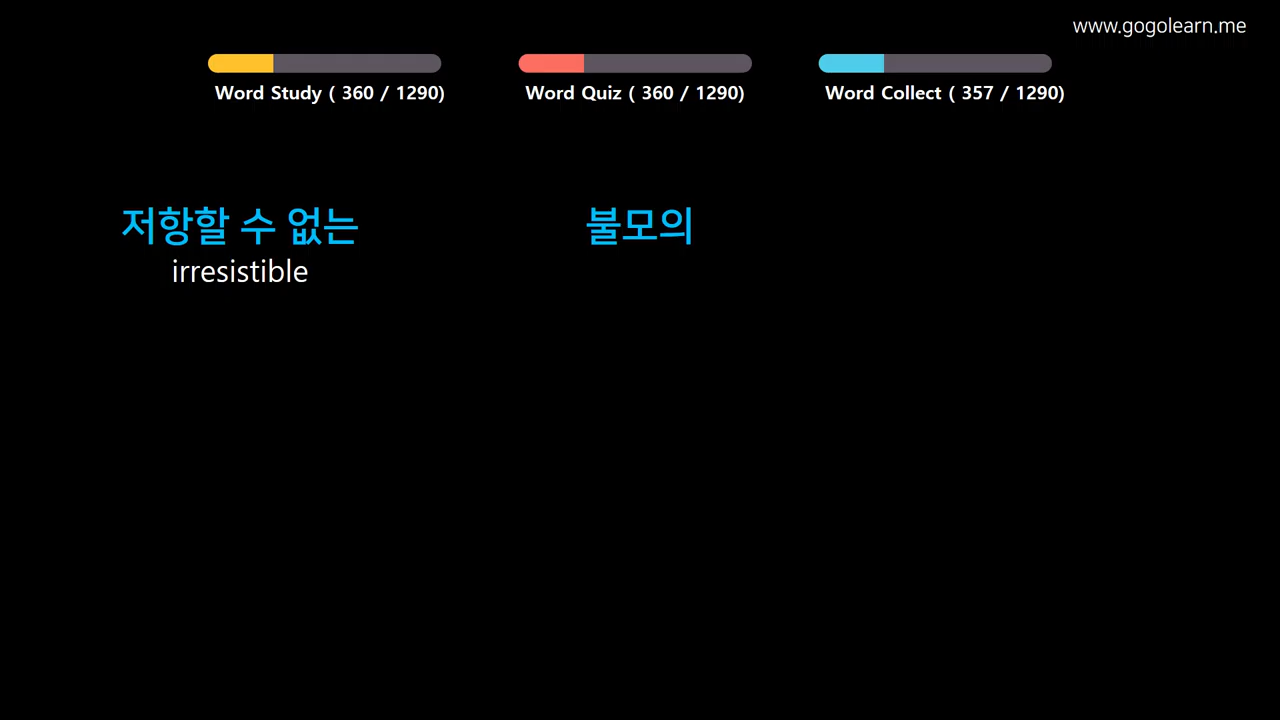 www.gogolearn.me
Word Study ( 360 / 1290)
Word Quiz ( 360 / 1290)
Word Collect ( 357 / 1290)
저항할 수 없는
irresistible
불모의